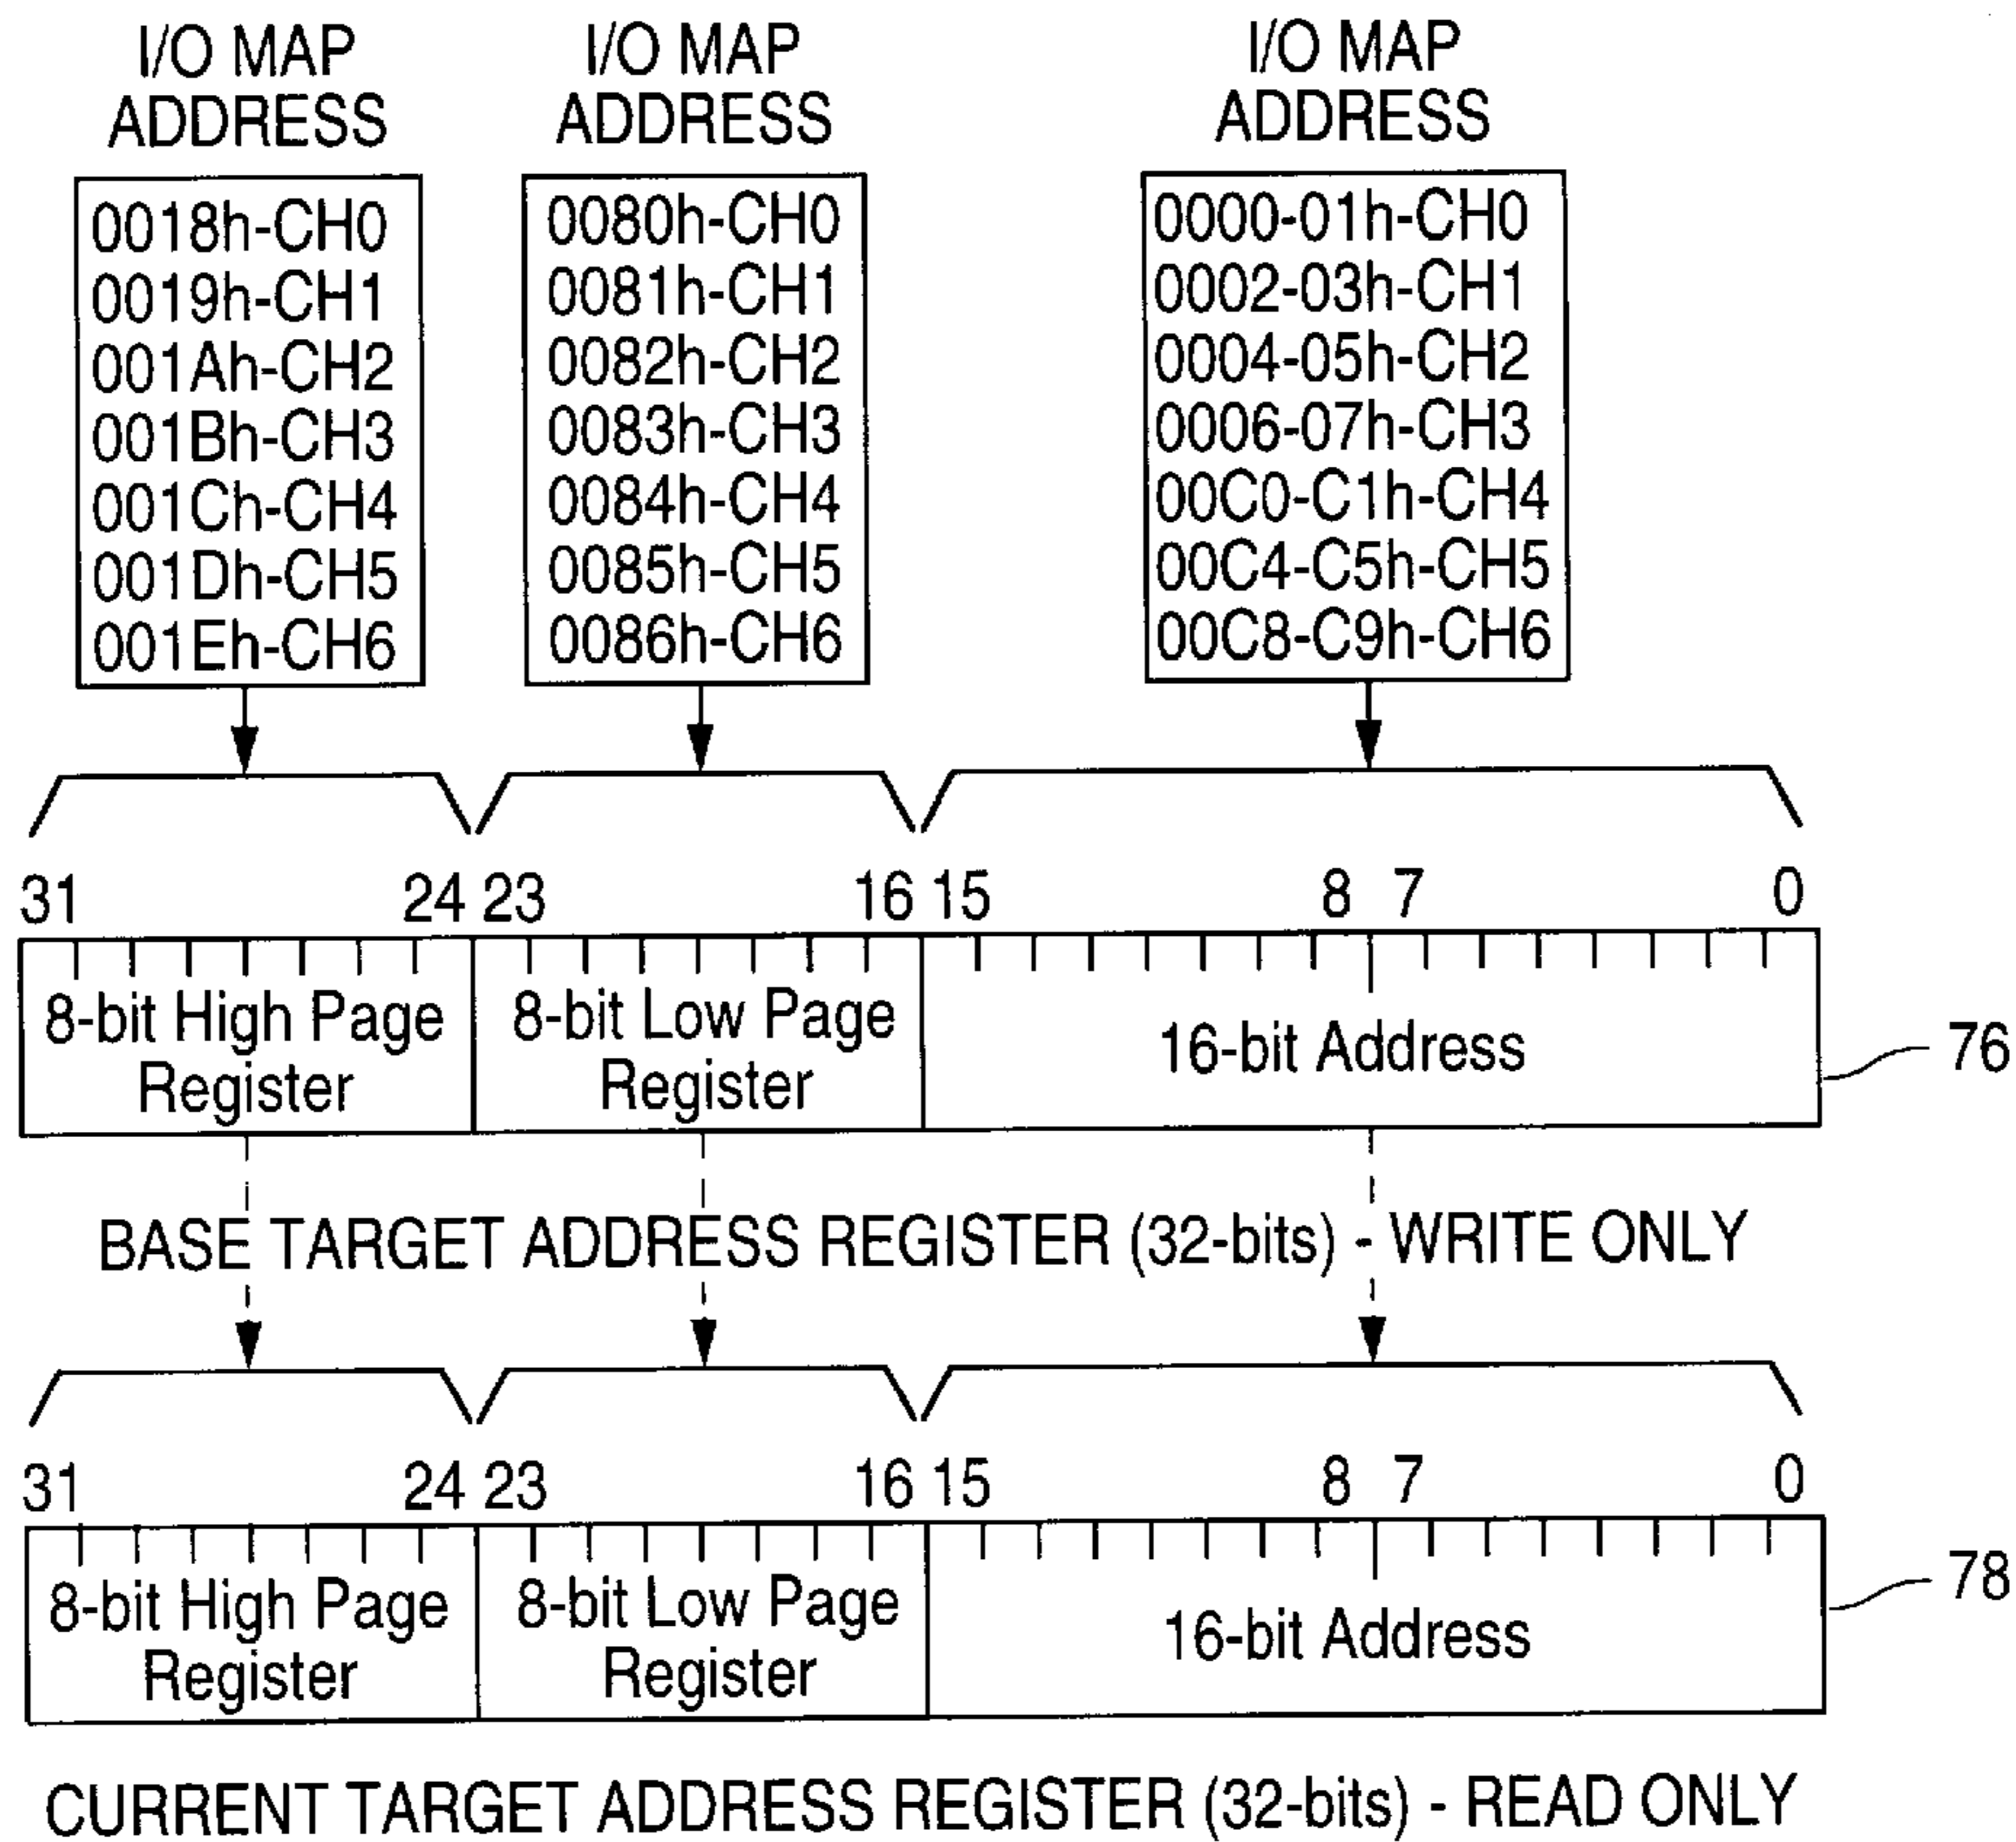 I/O MAP
ADDRESS
0018h-CH0
0019h-CH1
001Ah-CH2
001Bh-CH3
001Ch-CH4
001Dh-CH5
001Eh-CH6
I/O MAP
ADDRESS
0080h-CH0
0081h-CH1
0082h-CH2
0083h-CH3
0084h-CH4
0085h-CH5
0086h-CH6
I/O MAP
ADDRESS
0000-01h-CH0
0002-03h-CH1
0004-05h-CH2
0006-07h-CH3
00C0-C1h-CH4
00C4-C5h-CH5
00C8-C9h-CH6
31 24 23 16 15 8 7 0
8-bit High Page
Register
8-bit Low Page
Register
16-bit Address
76
BASE TARGET ADDRESS REGISTER (32-bits) - WRITE ONLY
31 24 23 16 15 8 7 0
8-bit High Page
Register
8-bit Low Page
Register
16-bit Address
78
CURRENT TARGET ADDRESS REGISTER (32-bits) - READ ONLY